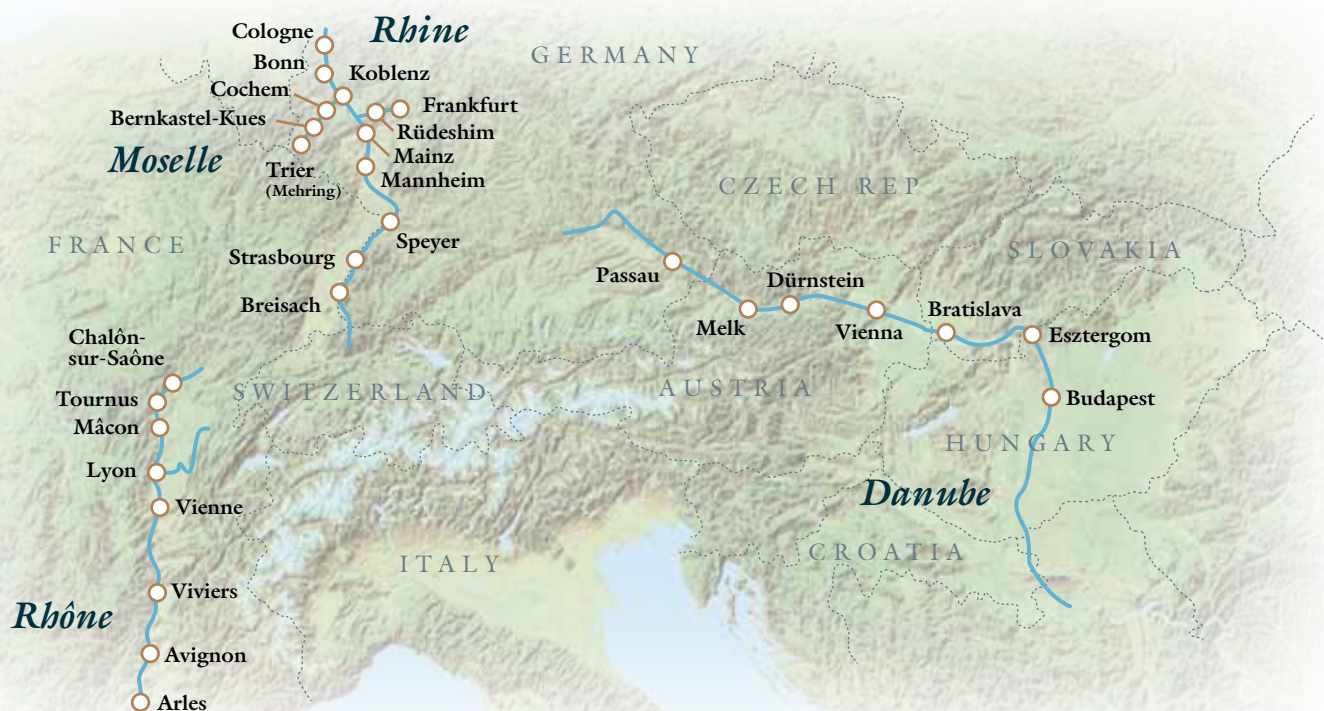 Cologne
Rhine
GERMANY
Bonn
Koblenz
Cochem
Frankfurt
Bernkastel-Kues
Rüdeshim
Moselle
Mainz
Trier
(Mehring)
Mannheim
CZECH REP
FRANCE
Speyer
SLOVAKIA
Strasbourg
Passau
Dürnstein
Breisach
Melk
Vienna
Bratislava
Esztergom
Chalôn-
sur-Saône
SWITZERLAND
AUSTRIA
Tournus
Budapest
Mâcon
HUNGARY
Lyon
Danube
Vienne
CROATIA
ITALY
Viviers
Rhône
Avignon
Arles